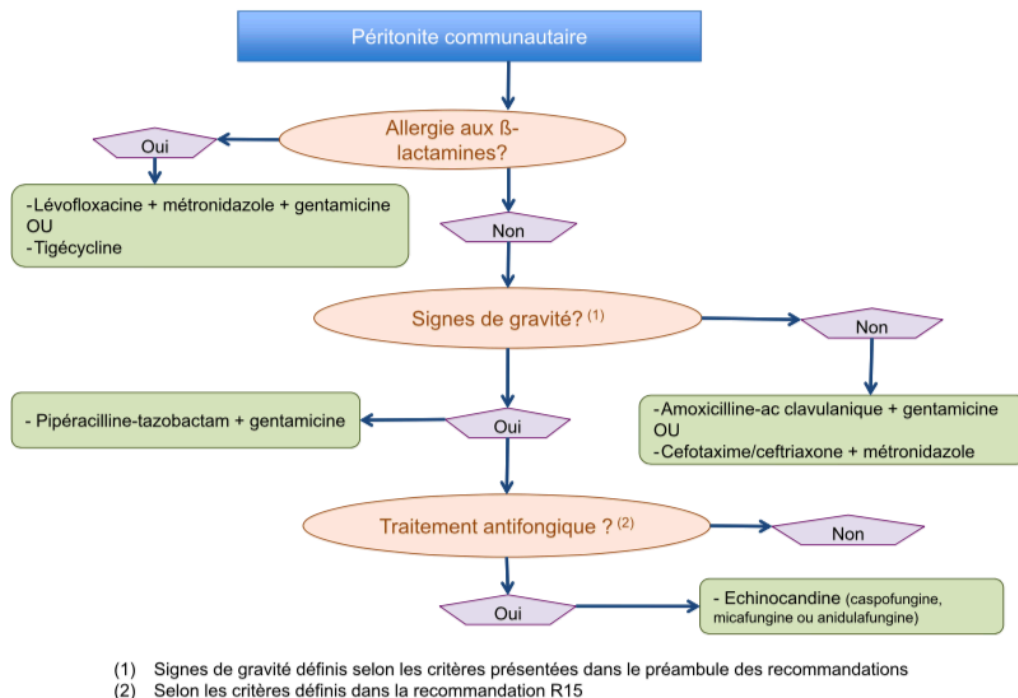 Péritonite communautaire
Allergie aux ß-
lactamines?
Oui
- Lévofloxacine + métronidazole + gentamicine
OU
- Tigécycline
Non
Signes de gravité? (1)
Non
- Amoxicilline-ac clavulanique + gentamicine
OU
- Cefotaxime/ceftriaxone + métronidazole
Oui
- Pipéracilline-tazobactam + gentamicine
Traitement antifongique ? (2)
Non
Oui
- Echinocandine (caspofungine,
micafungine ou anidulafungine)
(1) Signes de gravité définis selon les critères présentées dans le préambule des recommandations
(2) Selon les critères définis dans la recommandation R15